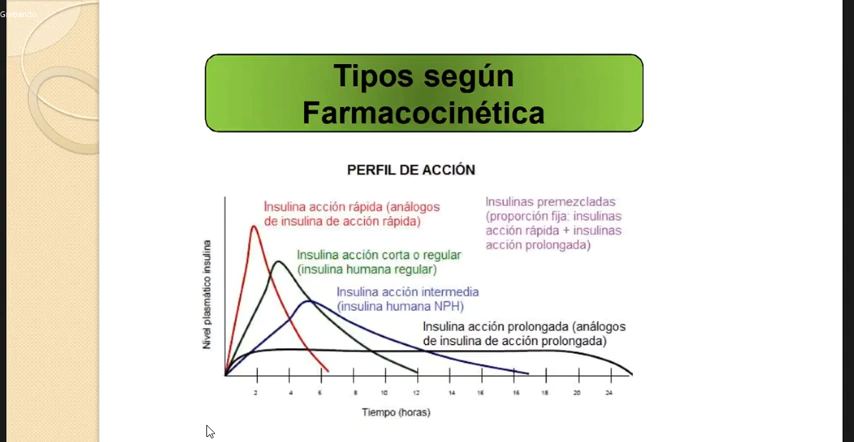 Tipos según
Farmacocinética
PERFIL DE ACCIÓN
Insulina acción rápida (análogos
de insulina de acción rápida)
Insulinas premezcladas
(proporción fija: insulinas
acción rápida + insulinas
acción prolongada)
Insulina acción corta o regular
(insulina humana regular)
Insulina acción intermedia
(insulina humana NPH)
Insulina acción prolongada (análogos
de insulina de acción prolongada)
Nivel plasmático insulina
2 4 6 8 10 12 14 14 16 18 20 24
Tiempo (horas)